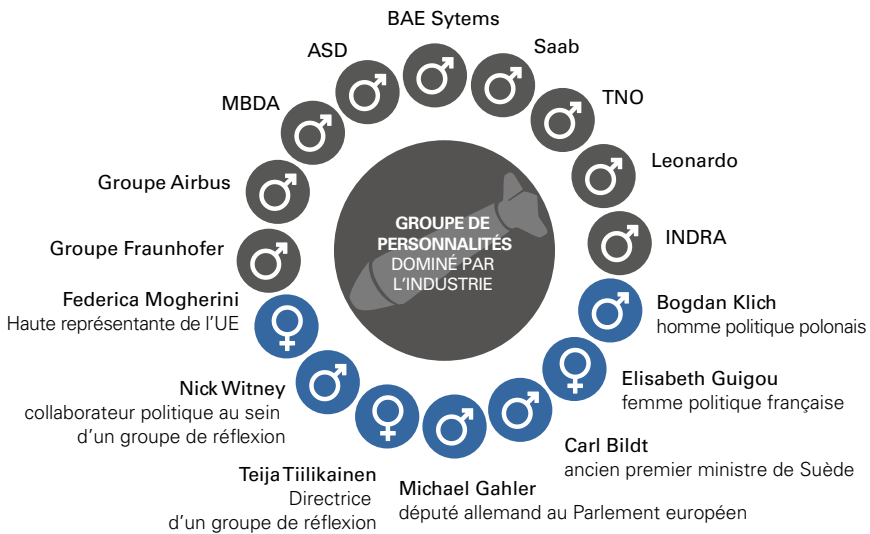 BAE Sytems
ASD
Saab
MBDA
TNO
Groupe Airbus
Leonardo
Groupe Fraunhofer
INDRA
GROUPE DE
PERSONNALITÉS
DOMINÉ PAR
L'INDUSTRIE
Federica Mogherini
Haute représentante de l'UE
Bogdan Klich
homme politique polonais
Nick Witney
collaborateur politique au sein
d'un groupe de réflexion
Elisabeth Guigou
femme politique française
Teija Tiilikainen
Directrice
d'un groupe de réflexion
Michael Gahler
député allemand au Parlement européen
Carl Bildt
ancien premier ministre de Suède